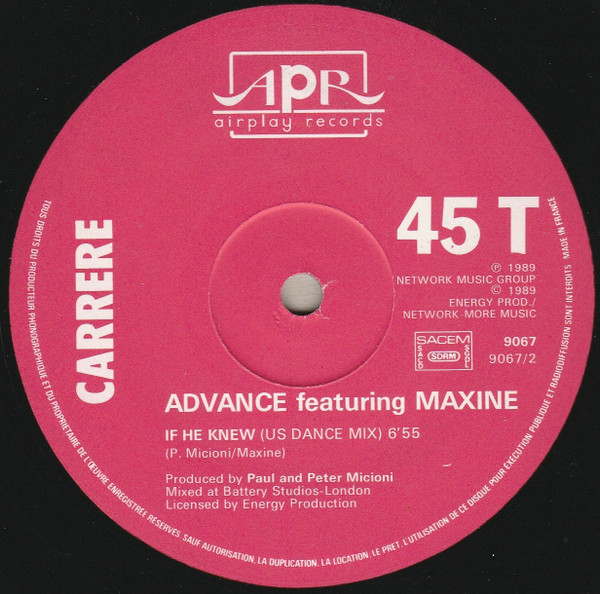 APR
airplay records
CARRERE
45 T
℗ 1989
NETWORK MUSIC GROUP
© 1989
ENERGY PROD./
NETWORK-MORE MUSIC
SACEM
SACD
SDRM
SGDL
9067
9067/2
ADVANCE featuring MAXINE
IF HE KNEW (US DANCE MIX) 6'55
(P. Micioni/Maxine)
Produced by Paul and Peter Micioni
Mixed at Battery Studios-London
Licensed by Energy Production
TOUS DROITS DU PRODUCTEUR PHONOGRAPHIQUE ET DU PROPRIETAIRE DE L'ŒUVRE ENREGISTRÉE RÉSERVES. SAUF AUTORISATION, LA DUPLICATION, LA LOCATION, LE PRET, L'UTILISATION DE CE DISQUE POUR EXECUTION PUBLIQUE ET RADIODIFFUSION SONT INTERDITS MADE IN FRANCE